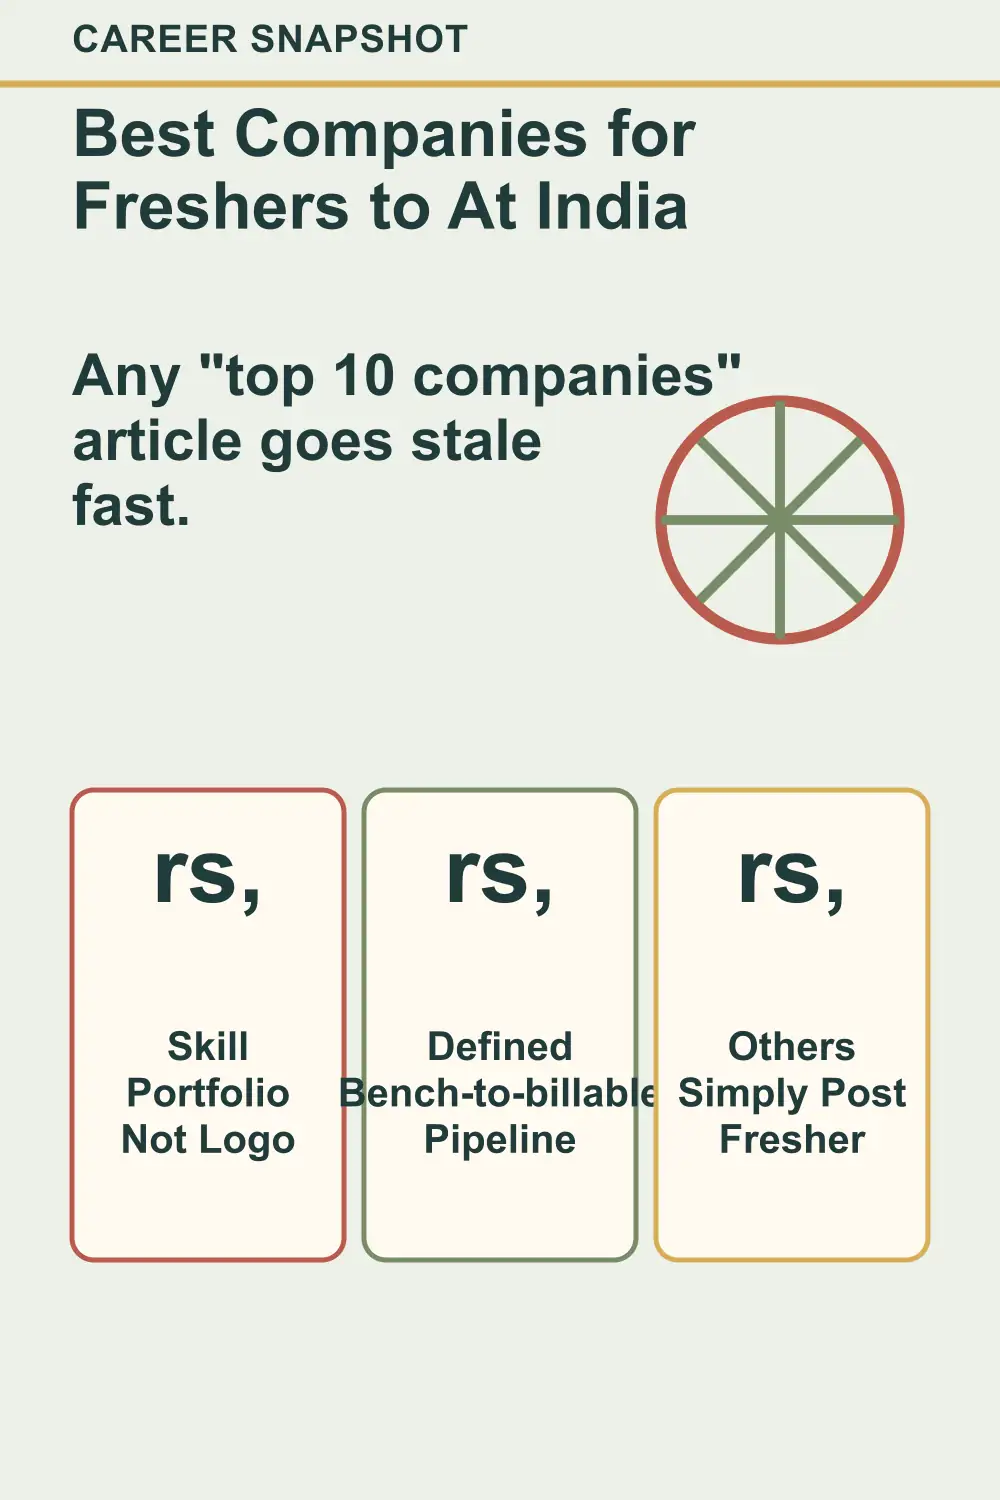 CAREER SNAPSHOT
Best Companies for
Freshers to At India
Any "top 10 companies"
article goes stale
fast.
rs,
Skill
Portfolio
Not Logo
rs,
Defined
Bench-to-billable
Pipeline
rs,
Others
Simply Post
Fresher